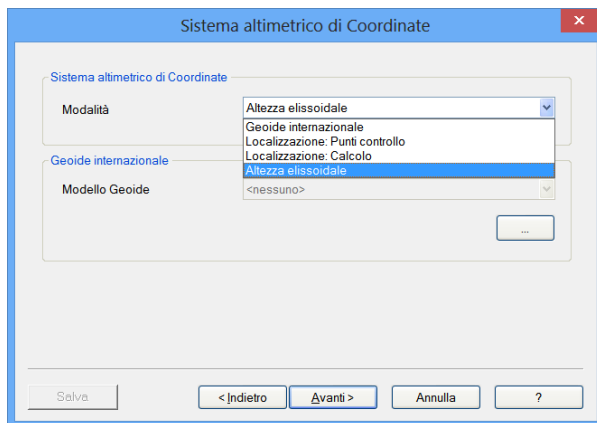 Sistema altimetrico di Coordinate
Sistema altimetrico di Coordinate
Modalità
Altezza elissoidale
Geoide internazionale
Localizzazione: Punti controllo
Localizzazione: Calcolo
Altezza elissoidale
Geoide internazionale
Modello Geoide
<nessuno>
...
Salva
< Indietro
Avanti >
Annulla
?